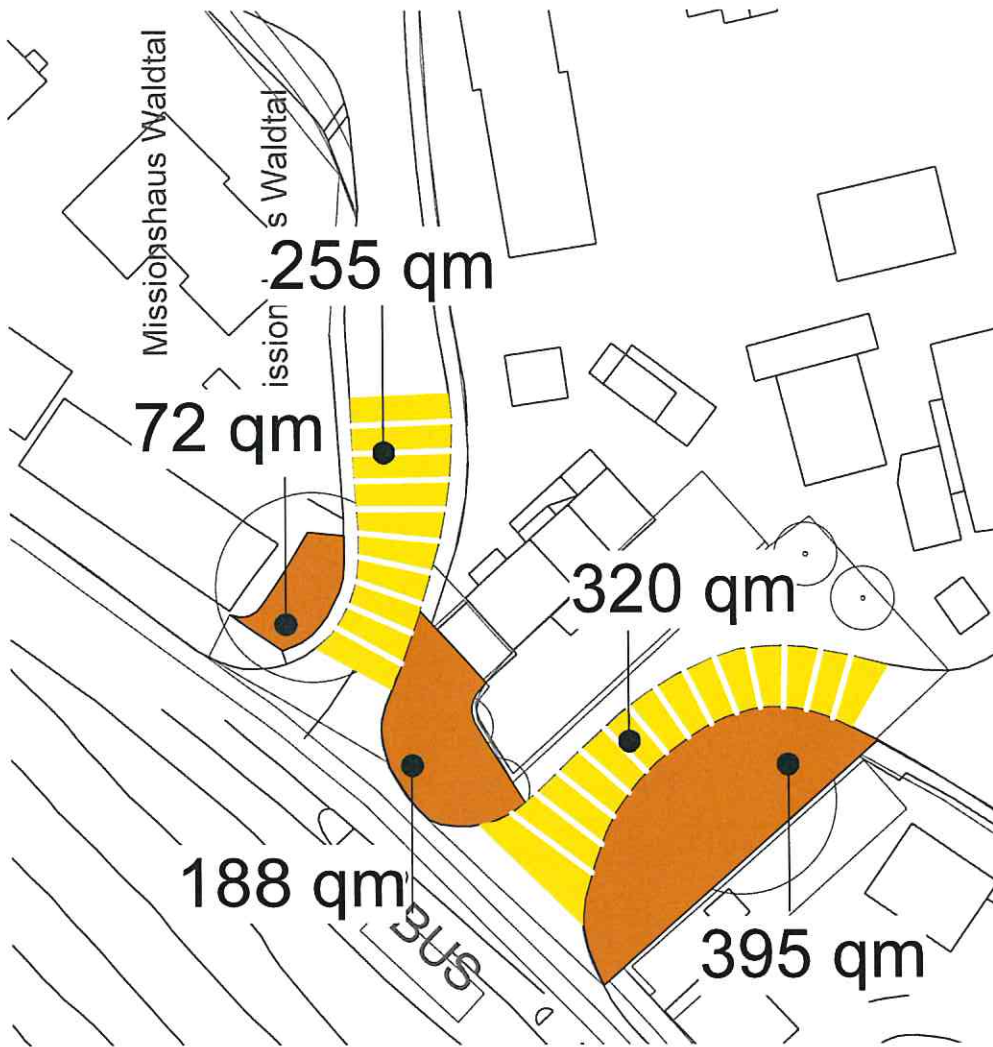 Missionshaus Waldtal
ission s Waldtal
255 qm
72 qm
320 qm
188 qm
BUS
395 qm